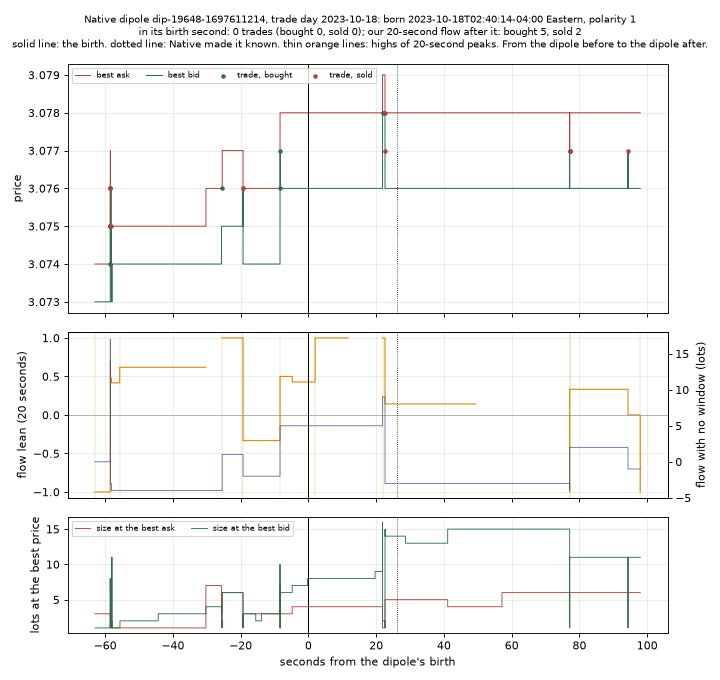 Native dipole dip-19648-1697611214, trade day 2023-10-18: born 2023-10-18T02:40:14-04:00 Eastern, polarity 1
in its birth second: 0 trades (bought 0, sold 0); our 20-second flow after it: bought 5, sold 2
solid line: the birth. dotted line: Native made it known. thin orange lines: highs of 20-second peaks. From the dipole before to the dipole after.
best ask
best bid
trade, bought
trade, sold
3.079
3.078
3.077
3.076
3.075
3.074
3.073
price
1.0
0.5
0.0
−0.5
−1.0
flow lean (20 seconds)
15
10
5
0
−5
flow with no window (lots)
size at the best ask
size at the best bid
15
10
5
lots at the best price
−60
−40
−20
0
20
40
60
80
100
seconds from the dipole's birth